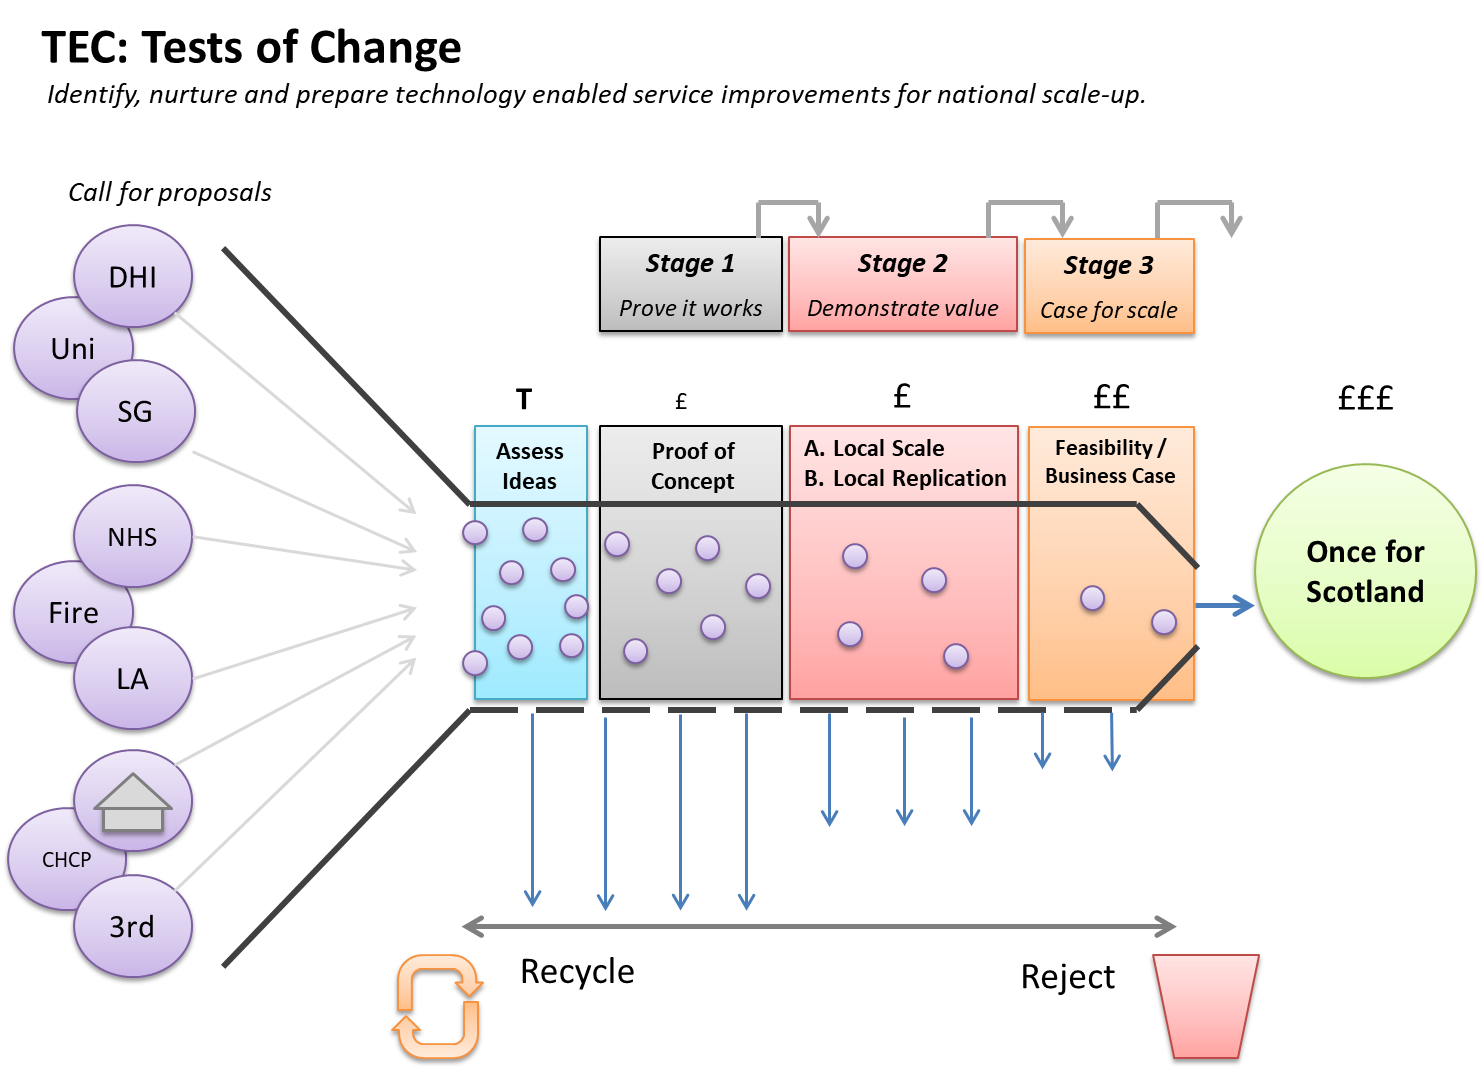 TEC: Tests of Change
Identify, nurture and prepare technology enabled service improvements for national scale-up.
Call for proposals
DHI
Uni
SG
NHS
Fire
LA
CHCP
3rd
Stage 1
Prove it works
Stage 2
Demonstrate value
Stage 3
Case for scale
T
£
£
££
£££
Assess
Ideas
Proof of
Concept
A. Local Scale
B. Local Replication
Feasibility /
Business Case
Once for
Scotland
Recycle
Reject